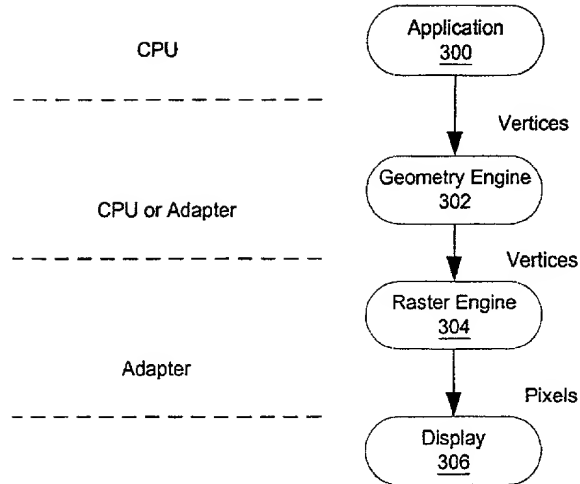 Application
300
CPU
Vertices
Geometry Engine
302
CPU or Adapter
Vertices
Raster Engine
304
Adapter
Pixels
Display
306